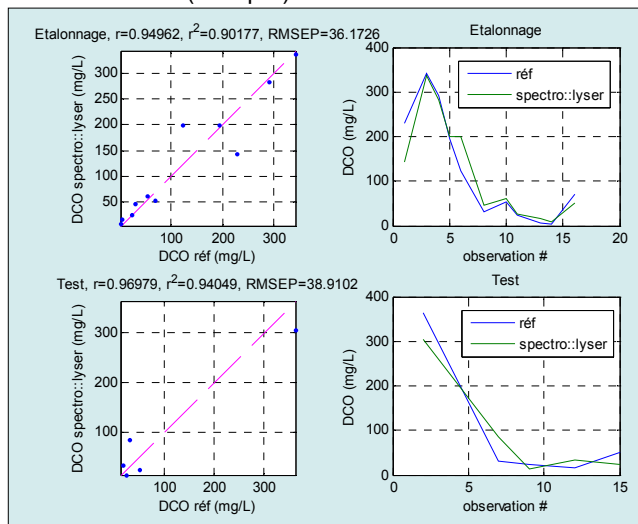 Etalonnage, r=0.94962, r²=0.90177, RMSEP=36.1726
DCO spectro::lyser (mg/L)
300
250
200
150
100
50
100
200
300
DCO réf (mg/L)
DCO (mg/L)
400
300
200
100
0
réf
spectro::lyser
0
5
10
15
20
observation #
Test, r=0.96979, r²=0.94049, RMSEP=38.9102
DCO spectro::lyser (mg/L)
300
200
100
100
200
300
DCO réf (mg/L)
Test
DCO (mg/L)
400
300
200
100
0
réf
spectro::lyser
0
5
10
15
observation #